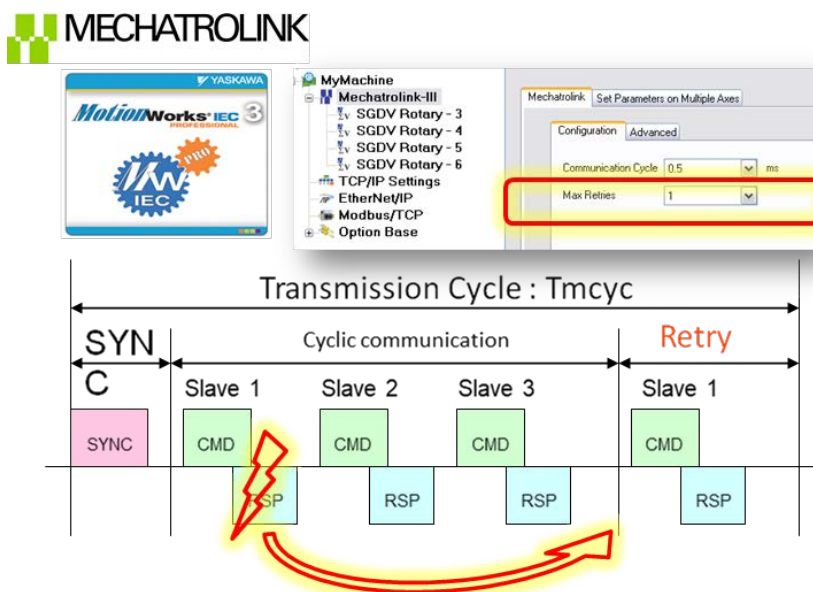 MECHATROLINK
YASKAWA
MotionWorks IEC 3
PROFESSIONAL
PRO
IEC
MyMachine
Mechatrolink-III
SGDV Rotary - 3
SGDV Rotary - 4
SGDV Rotary - 5
SGDV Rotary - 6
TCP/IP Settings
EtherNet/IP
Modbus/TCP
Option Base
Mechatrolink Set Parameters on Multiple Axes
Configuration Advanced
Communication Cycle 0.5 ms
Max Retries 1
Transmission Cycle : Tmcyc
SYN
C
Cyclic communication
Retry
Slave 1 Slave 2 Slave 3 Slave 1
SYNC CMD CMD CMD CMD
RSP RSP RSP RSP